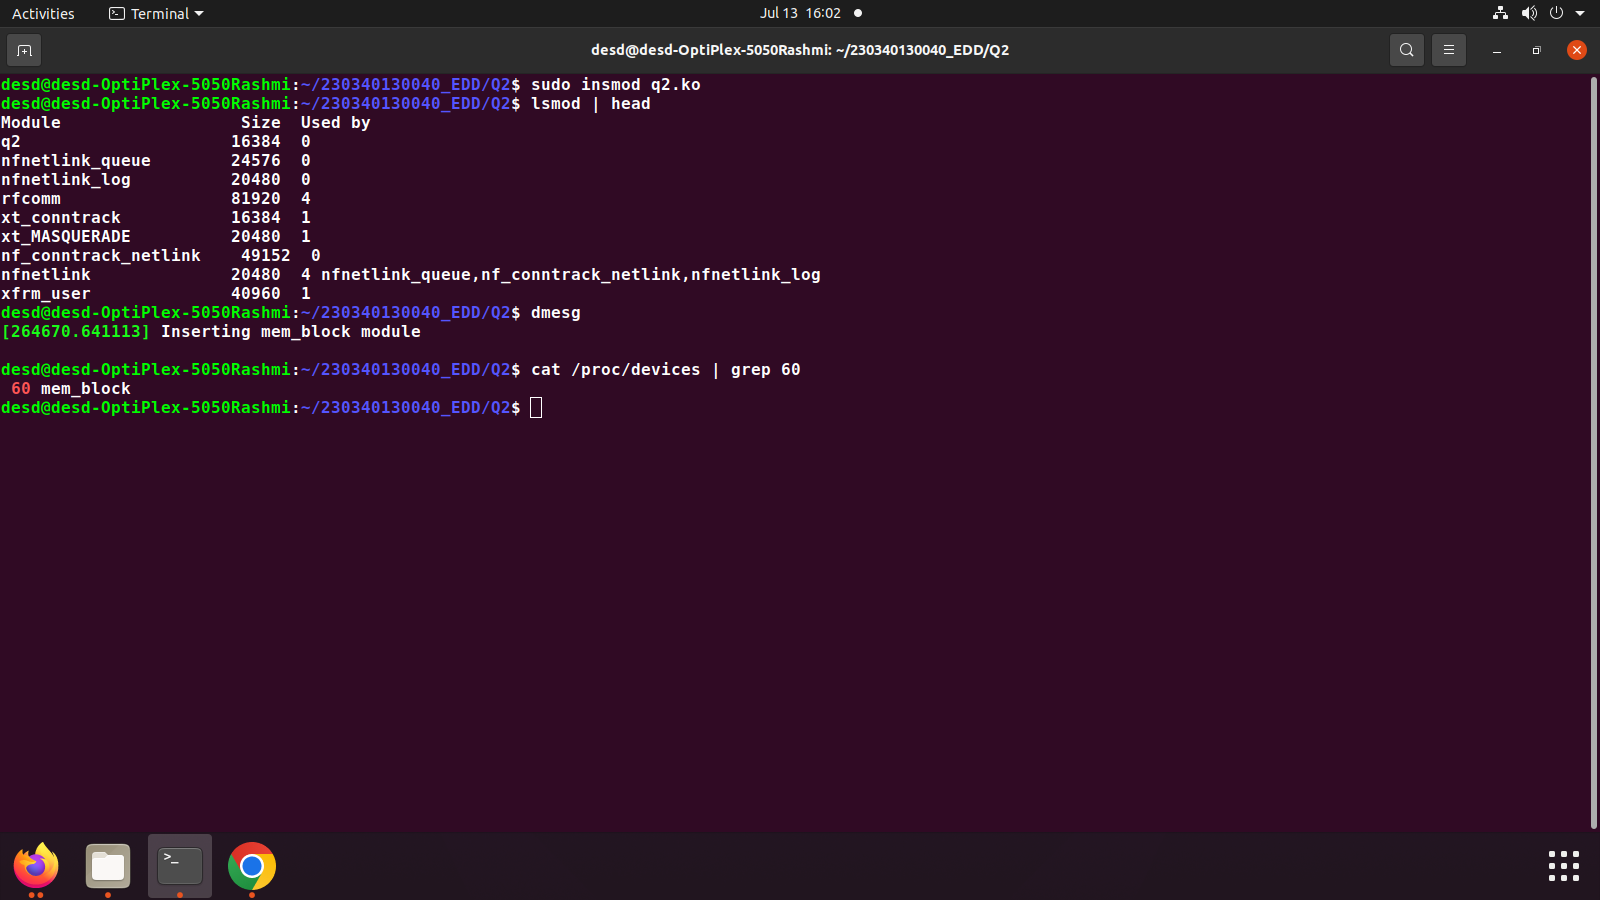 Activities Terminal Jul 13 16:02
desd@desd-OptiPlex-5050Rashmi: ~/230340130040_EDD/Q2
desd@desd-OptiPlex-5050Rashmi:~/230340130040_EDD/Q2$ sudo insmod q2.ko
desd@desd-OptiPlex-5050Rashmi:~/230340130040_EDD/Q2$ lsmod | head
Module                  Size  Used by
q2                     16384  0
nfnetlink_queue        24576  0
nfnetlink_log          20480  0
rfcomm                 81920  4
xt_conntrack           16384  1
xt_MASQUERADE          20480  1
nf_conntrack_netlink    49152  0
nfnetlink              20480  4 nfnetlink_queue,nf_conntrack_netlink,nfnetlink_log
xfrm_user              40960  1
desd@desd-OptiPlex-5050Rashmi:~/230340130040_EDD/Q2$ dmesg
[264670.641113] Inserting mem_block module
desd@desd-OptiPlex-5050Rashmi:~/230340130040_EDD/Q2$ cat /proc/devices | grep 60
 60 mem_block
desd@desd-OptiPlex-5050Rashmi:~/230340130040_EDD/Q2$